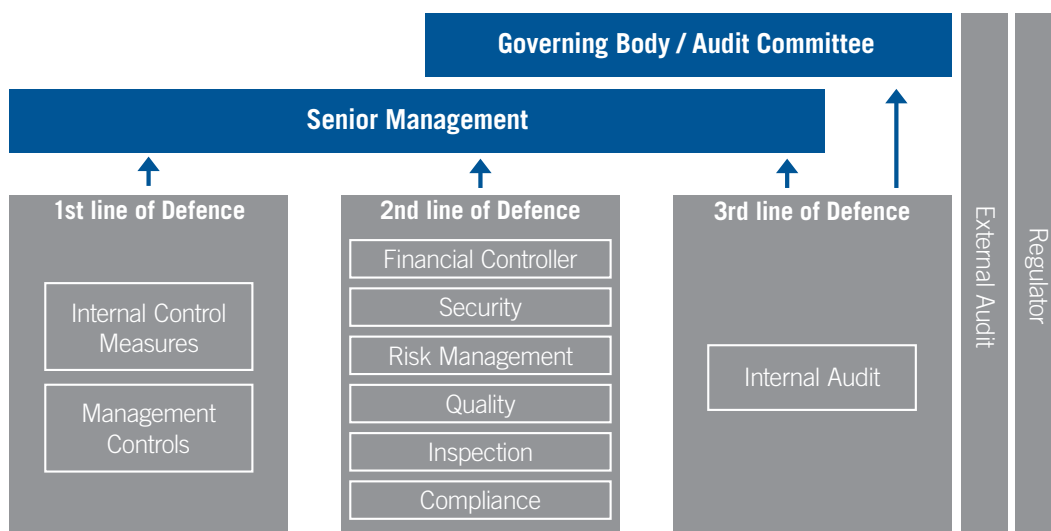 Governing Body / Audit Committee
Senior Management
1st line of Defence
Internal Control
Measures
Management
Controls
2nd line of Defence
Financial Controller
Security
Risk Management
Quality
Inspection
Compliance
3rd line of Defence
Internal Audit
External Audit
Regulator